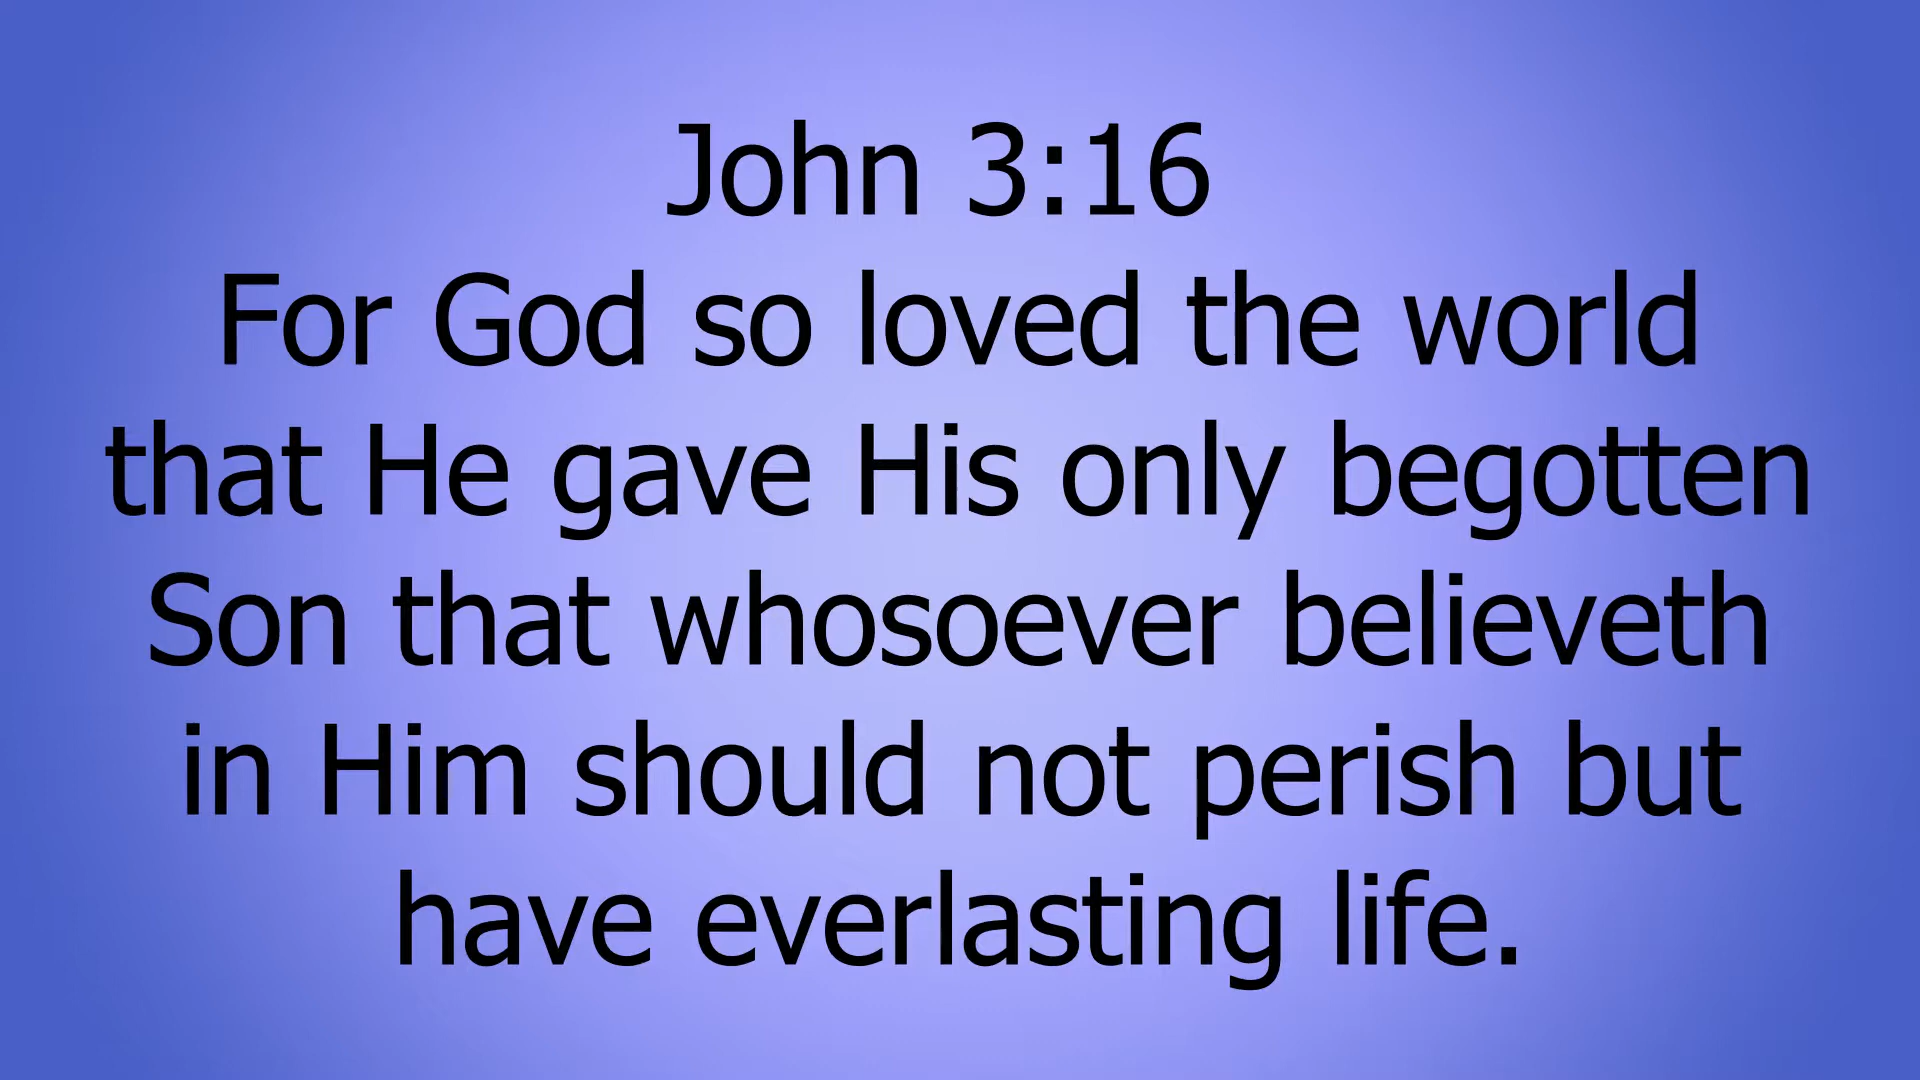 John 3:16
For God so loved the world
that He gave His only begotten
Son that whosoever believeth
in Him should not perish but
have everlasting life.